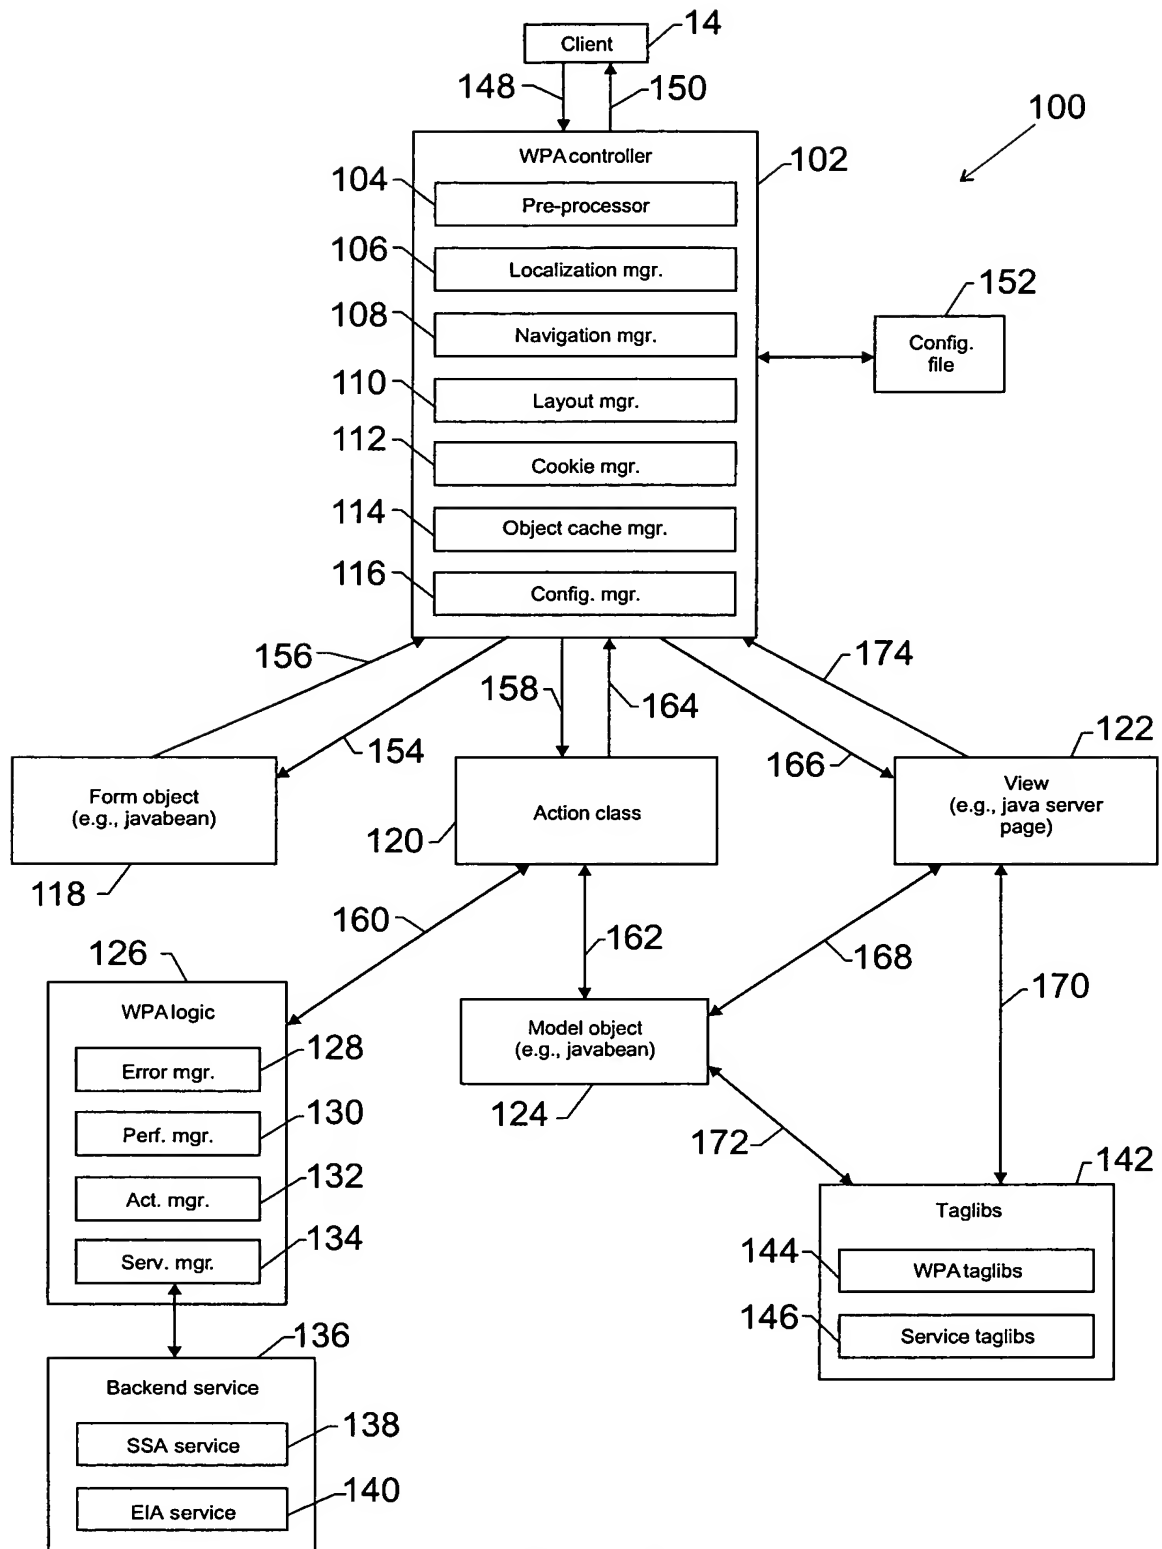 14
Client
148
150
100
WPA controller
102
104
Pre-processor
106
Localization mgr.
152
108
Navigation mgr.
Config.
file
110
Layout mgr.
112
Cookie mgr.
114
Object cache mgr.
116
Config. mgr.
156
174
158
164
154
166
122
Form object
(e.g., javabean)
Action class
View
(e.g., java server
page)
120
118
160
162
168
126
170
WPA logic
Model object
(e.g., javabean)
128
Error mgr.
124
130
Perf. mgr.
172
132
Act. mgr.
142
Taglibs
134
Serv. mgr.
144
WPA taglibs
146
Service taglibs
136
Backend service
138
SSA service
140
EIA service